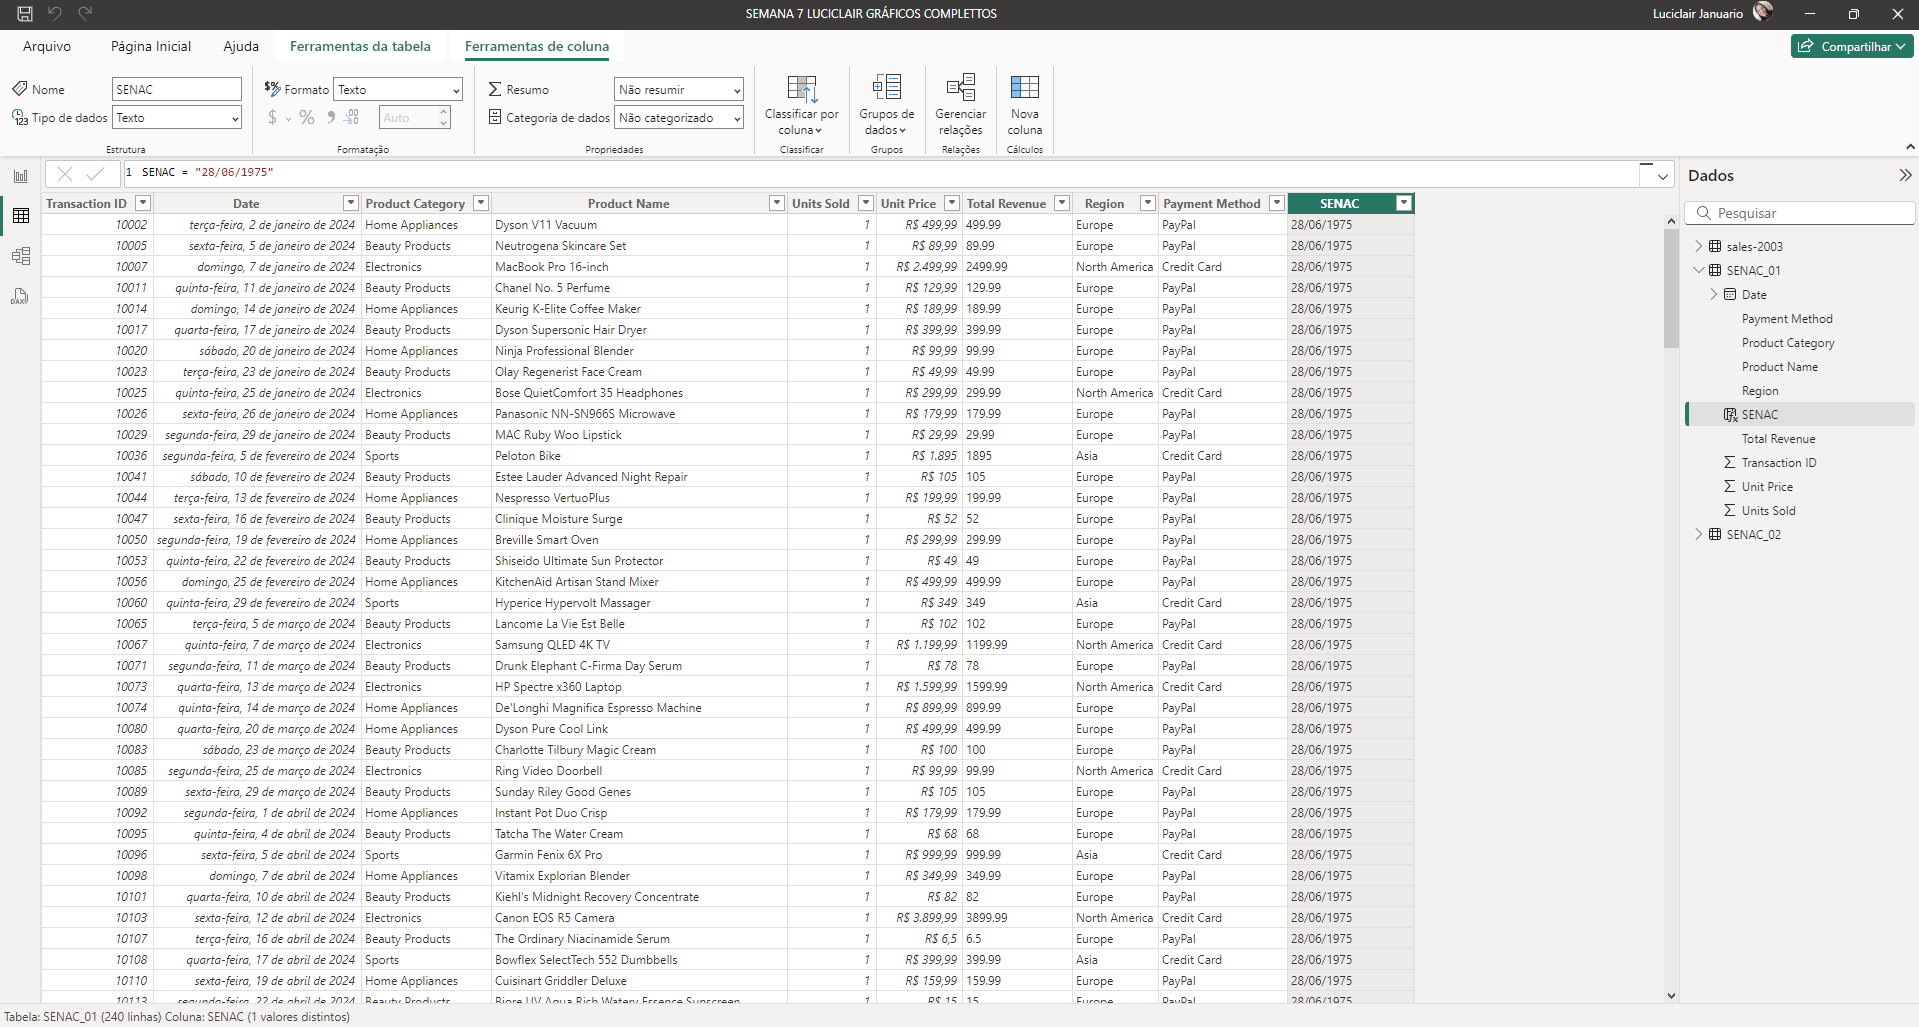 SEMANA 7 LUCICLAIR GRÁFICOS COMPLETTOS
Luciclair Januario
Arquivo Página Inicial Ajuda Ferramentas da tabela Ferramentas de coluna
Compartilhar
Nome SENAC
Tipo de dados Texto
Estrutura
Formato Texto
$ % 9 Auto
Formatação
Resumo Não resumir
Categoria de dados Não categorizado
Propriedades
Classificar por
coluna
Classificar
Grupos de
dados
Grupos
Gerenciar
relações
Relações
Nova
coluna
Cálculos
1 SENAC = "28/06/1975"
Transaction ID Date Product Category Product Name Units Sold Unit Price Total Revenue Region Payment Method SENAC
10002 terça-feira, 2 de janeiro de 2024 Home Appliances Dyson V11 Vacuum 1 R$ 499,99 499.99 Europe PayPal 28/06/1975
10005 sexta-feira, 5 de janeiro de 2024 Beauty Products Neutrogena Skincare Set 1 R$ 89,99 89.99 Europe PayPal 28/06/1975
10007 domingo, 7 de janeiro de 2024 Electronics MacBook Pro 16-inch 1 R$ 2.499,99 2499.99 North America Credit Card 28/06/1975
10011 quinta-feira, 11 de janeiro de 2024 Beauty Products Chanel No. 5 Perfume 1 R$ 129,99 129.99 Europe PayPal 28/06/1975
10014 domingo, 14 de janeiro de 2024 Home Appliances Keurig K-Elite Coffee Maker 1 R$ 189,99 189.99 Europe PayPal 28/06/1975
10017 quarta-feira, 17 de janeiro de 2024 Beauty Products Dyson Supersonic Hair Dryer 1 R$ 399,99 399.99 Europe PayPal 28/06/1975
10020 sábado, 20 de janeiro de 2024 Home Appliances Ninja Professional Blender 1 R$ 99,99 99.99 Europe PayPal 28/06/1975
10023 terça-feira, 23 de janeiro de 2024 Beauty Products Olay Regenerist Face Cream 1 R$ 49,99 49.99 Europe PayPal 28/06/1975
10025 quinta-feira, 25 de janeiro de 2024 Electronics Bose QuietComfort 35 Headphones 1 R$ 299,99 299.99 North America Credit Card 28/06/1975
10026 sexta-feira, 26 de janeiro de 2024 Home Appliances Panasonic NN-SN966S Microwave 1 R$ 179,99 179.99 Europe PayPal 28/06/1975
10029 segunda-feira, 29 de janeiro de 2024 Beauty Products MAC Ruby Woo Lipstick 1 R$ 29,99 29.99 Europe PayPal 28/06/1975
10036 segunda-feira, 5 de fevereiro de 2024 Sports Peloton Bike 1 R$ 1.895 1895 Asia Credit Card 28/06/1975
10041 sábado, 10 de fevereiro de 2024 Beauty Products Estee Lauder Advanced Night Repair 1 R$ 105 105 Europe PayPal 28/06/1975
10044 terça-feira, 13 de fevereiro de 2024 Home Appliances Nespresso VertuoPlus 1 R$ 199,99 199.99 Europe PayPal 28/06/1975
10047 sexta-feira, 16 de fevereiro de 2024 Beauty Products Clinique Moisture Surge 1 R$ 52 52 Europe PayPal 28/06/1975
10050 segunda-feira, 19 de fevereiro de 2024 Home Appliances Breville Smart Oven 1 R$ 299,99 299.99 Europe PayPal 28/06/1975
10053 quinta-feira, 22 de fevereiro de 2024 Beauty Products Shiseido Ultimate Sun Protector 1 R$ 49 49 Europe PayPal 28/06/1975
10056 domingo, 25 de fevereiro de 2024 Home Appliances KitchenAid Artisan Stand Mixer 1 R$ 499,99 499.99 Europe PayPal 28/06/1975
10060 quinta-feira, 29 de fevereiro de 2024 Sports Hyperice Hypervolt Massager 1 R$ 349 349 Asia Credit Card 28/06/1975
10065 terça-feira, 5 de março de 2024 Beauty Products Lancome La Vie Est Belle 1 R$ 102 102 Europe PayPal 28/06/1975
10067 quinta-feira, 7 de março de 2024 Electronics Samsung QLED 4K TV 1 R$ 1.199,99 1199.99 North America Credit Card 28/06/1975
10071 segunda-feira, 11 de março de 2024 Beauty Products Drunk Elephant C-Firma Day Serum 1 R$ 78 78 Europe PayPal 28/06/1975
10073 quarta-feira, 13 de março de 2024 Electronics HP Spectre x360 Laptop 1 R$ 1.599,99 1599.99 North America Credit Card 28/06/1975
10074 quinta-feira, 14 de março de 2024 Home Appliances De'Longhi Magnifica Espresso Machine 1 R$ 899,99 899.99 Europe PayPal 28/06/1975
10080 quarta-feira, 20 de março de 2024 Home Appliances Dyson Pure Cool Link 1 R$ 499,99 499.99 Europe PayPal 28/06/1975
10083 sábado, 23 de março de 2024 Beauty Products Charlotte Tilbury Magic Cream 1 R$ 100 100 Europe PayPal 28/06/1975
10085 segunda-feira, 25 de março de 2024 Electronics Ring Video Doorbell 1 R$ 99,99 99.99 North America Credit Card 28/06/1975
10089 sexta-feira, 29 de março de 2024 Beauty Products Sunday Riley Good Genes 1 R$ 105 105 Europe PayPal 28/06/1975
10092 segunda-feira, 1 de abril de 2024 Home Appliances Instant Pot Duo Crisp 1 R$ 179,99 179.99 Europe PayPal 28/06/1975
10095 quinta-feira, 4 de abril de 2024 Beauty Products Tatcha The Water Cream 1 R$ 68 68 Europe PayPal 28/06/1975
10096 sexta-feira, 5 de abril de 2024 Sports Garmin Fenix 6X Pro 1 R$ 999,99 999.99 Asia Credit Card 28/06/1975
10098 domingo, 7 de abril de 2024 Home Appliances Vitamix Explorian Blender 1 R$ 349,99 349.99 Europe PayPal 28/06/1975
10101 quarta-feira, 10 de abril de 2024 Beauty Products Kiehl's Midnight Recovery Concentrate 1 R$ 82 82 Europe PayPal 28/06/1975
10103 sexta-feira, 12 de abril de 2024 Electronics Canon EOS R5 Camera 1 R$ 3.899,99 3899.99 North America Credit Card 28/06/1975
10107 terça-feira, 16 de abril de 2024 Beauty Products The Ordinary Niacinamide Serum 1 R$ 6,5 6.5 Europe PayPal 28/06/1975
10108 quarta-feira, 17 de abril de 2024 Sports Bowflex SelectTech 552 Dumbbells 1 R$ 399,99 399.99 Asia Credit Card 28/06/1975
10110 sexta-feira, 19 de abril de 2024 Home Appliances Cuisinart Griddler Deluxe 1 R$ 159,99 159.99 Europe PayPal 28/06/1975
10113 segunda-feira, 22 de abril de 2024 Beauty Products Biore UV Aqua Rich Watery Essence Sunscreen 1 R$ 15 15 Europe PayPal 28/06/1975
Dados
Pesquisar
sales-2003
SENAC_01
Date
Payment Method
Product Category
Product Name
Region
SENAC
Total Revenue
Transaction ID
Unit Price
Units Sold
SENAC_02
Tabela: SENAC_01 (240 linhas) Coluna: SENAC (1 valores distintos)